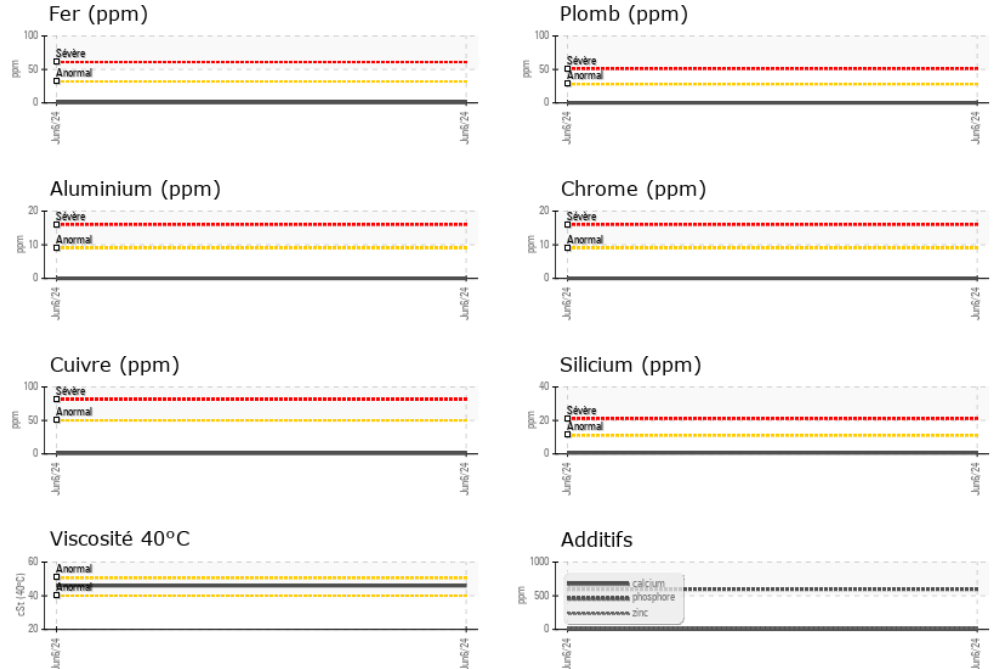 Fer (ppm)
100
50
0
ppm
Sévère
Anormal
Jun6/24
Jun6/24
Plomb (ppm)
100
50
0
ppm
Sévère
Anormal
Jun6/24
Jun6/24
Aluminium (ppm)
20
10
0
ppm
Sévère
Anormal
Jun6/24
Jun6/24
Chrome (ppm)
20
10
0
ppm
Sévère
Anormal
Jun6/24
Jun6/24
Cuivre (ppm)
100
50
0
ppm
Sévère
Anormal
Jun6/24
Jun6/24
Silicium (ppm)
40
20
0
ppm
Sévère
Anormal
Jun6/24
Jun6/24
Viscosité 40°C
60
40
20
cSt (40°C)
Anormal
Anormal
Jun6/24
Jun6/24
Additifs
1000
500
0
ppm
calcium
phosphore
zinc
Jun6/24
Jun6/24